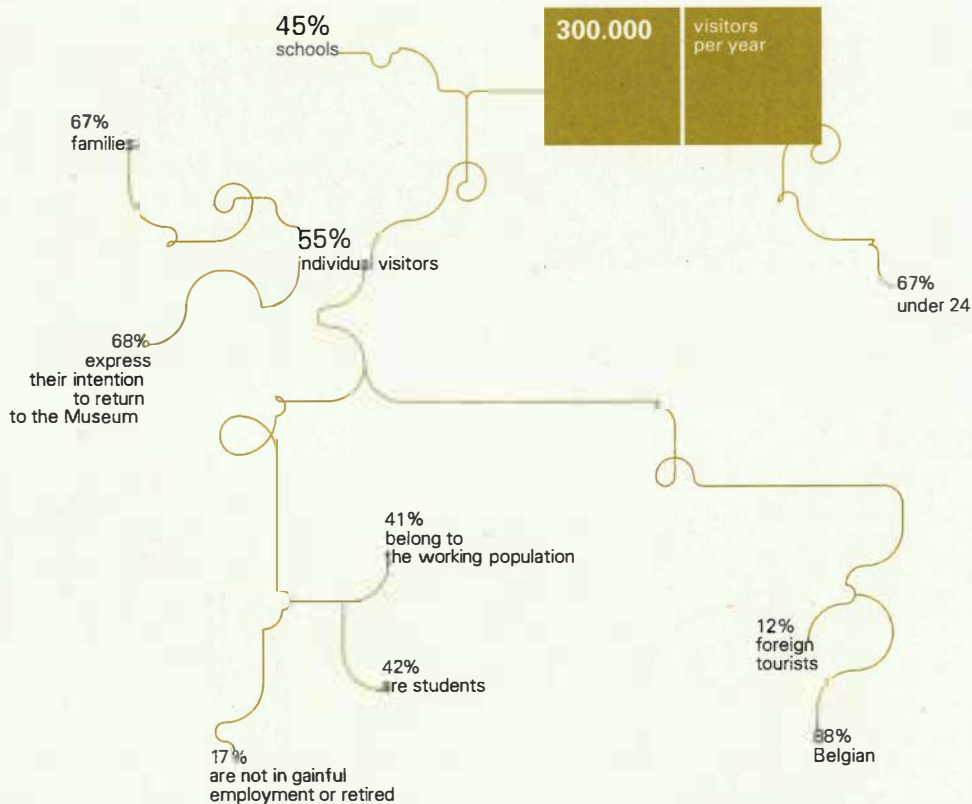 45%
schools
300.000
visitors
per year
67%
families
55%
individu visitors
67%
under 24
68%
express
their intention
to return
to the Museum
41%
belong to
the working population
42%
are students
12%
foreign
tourists
88%
Belgian
17%
are not in gainful
employment or retired